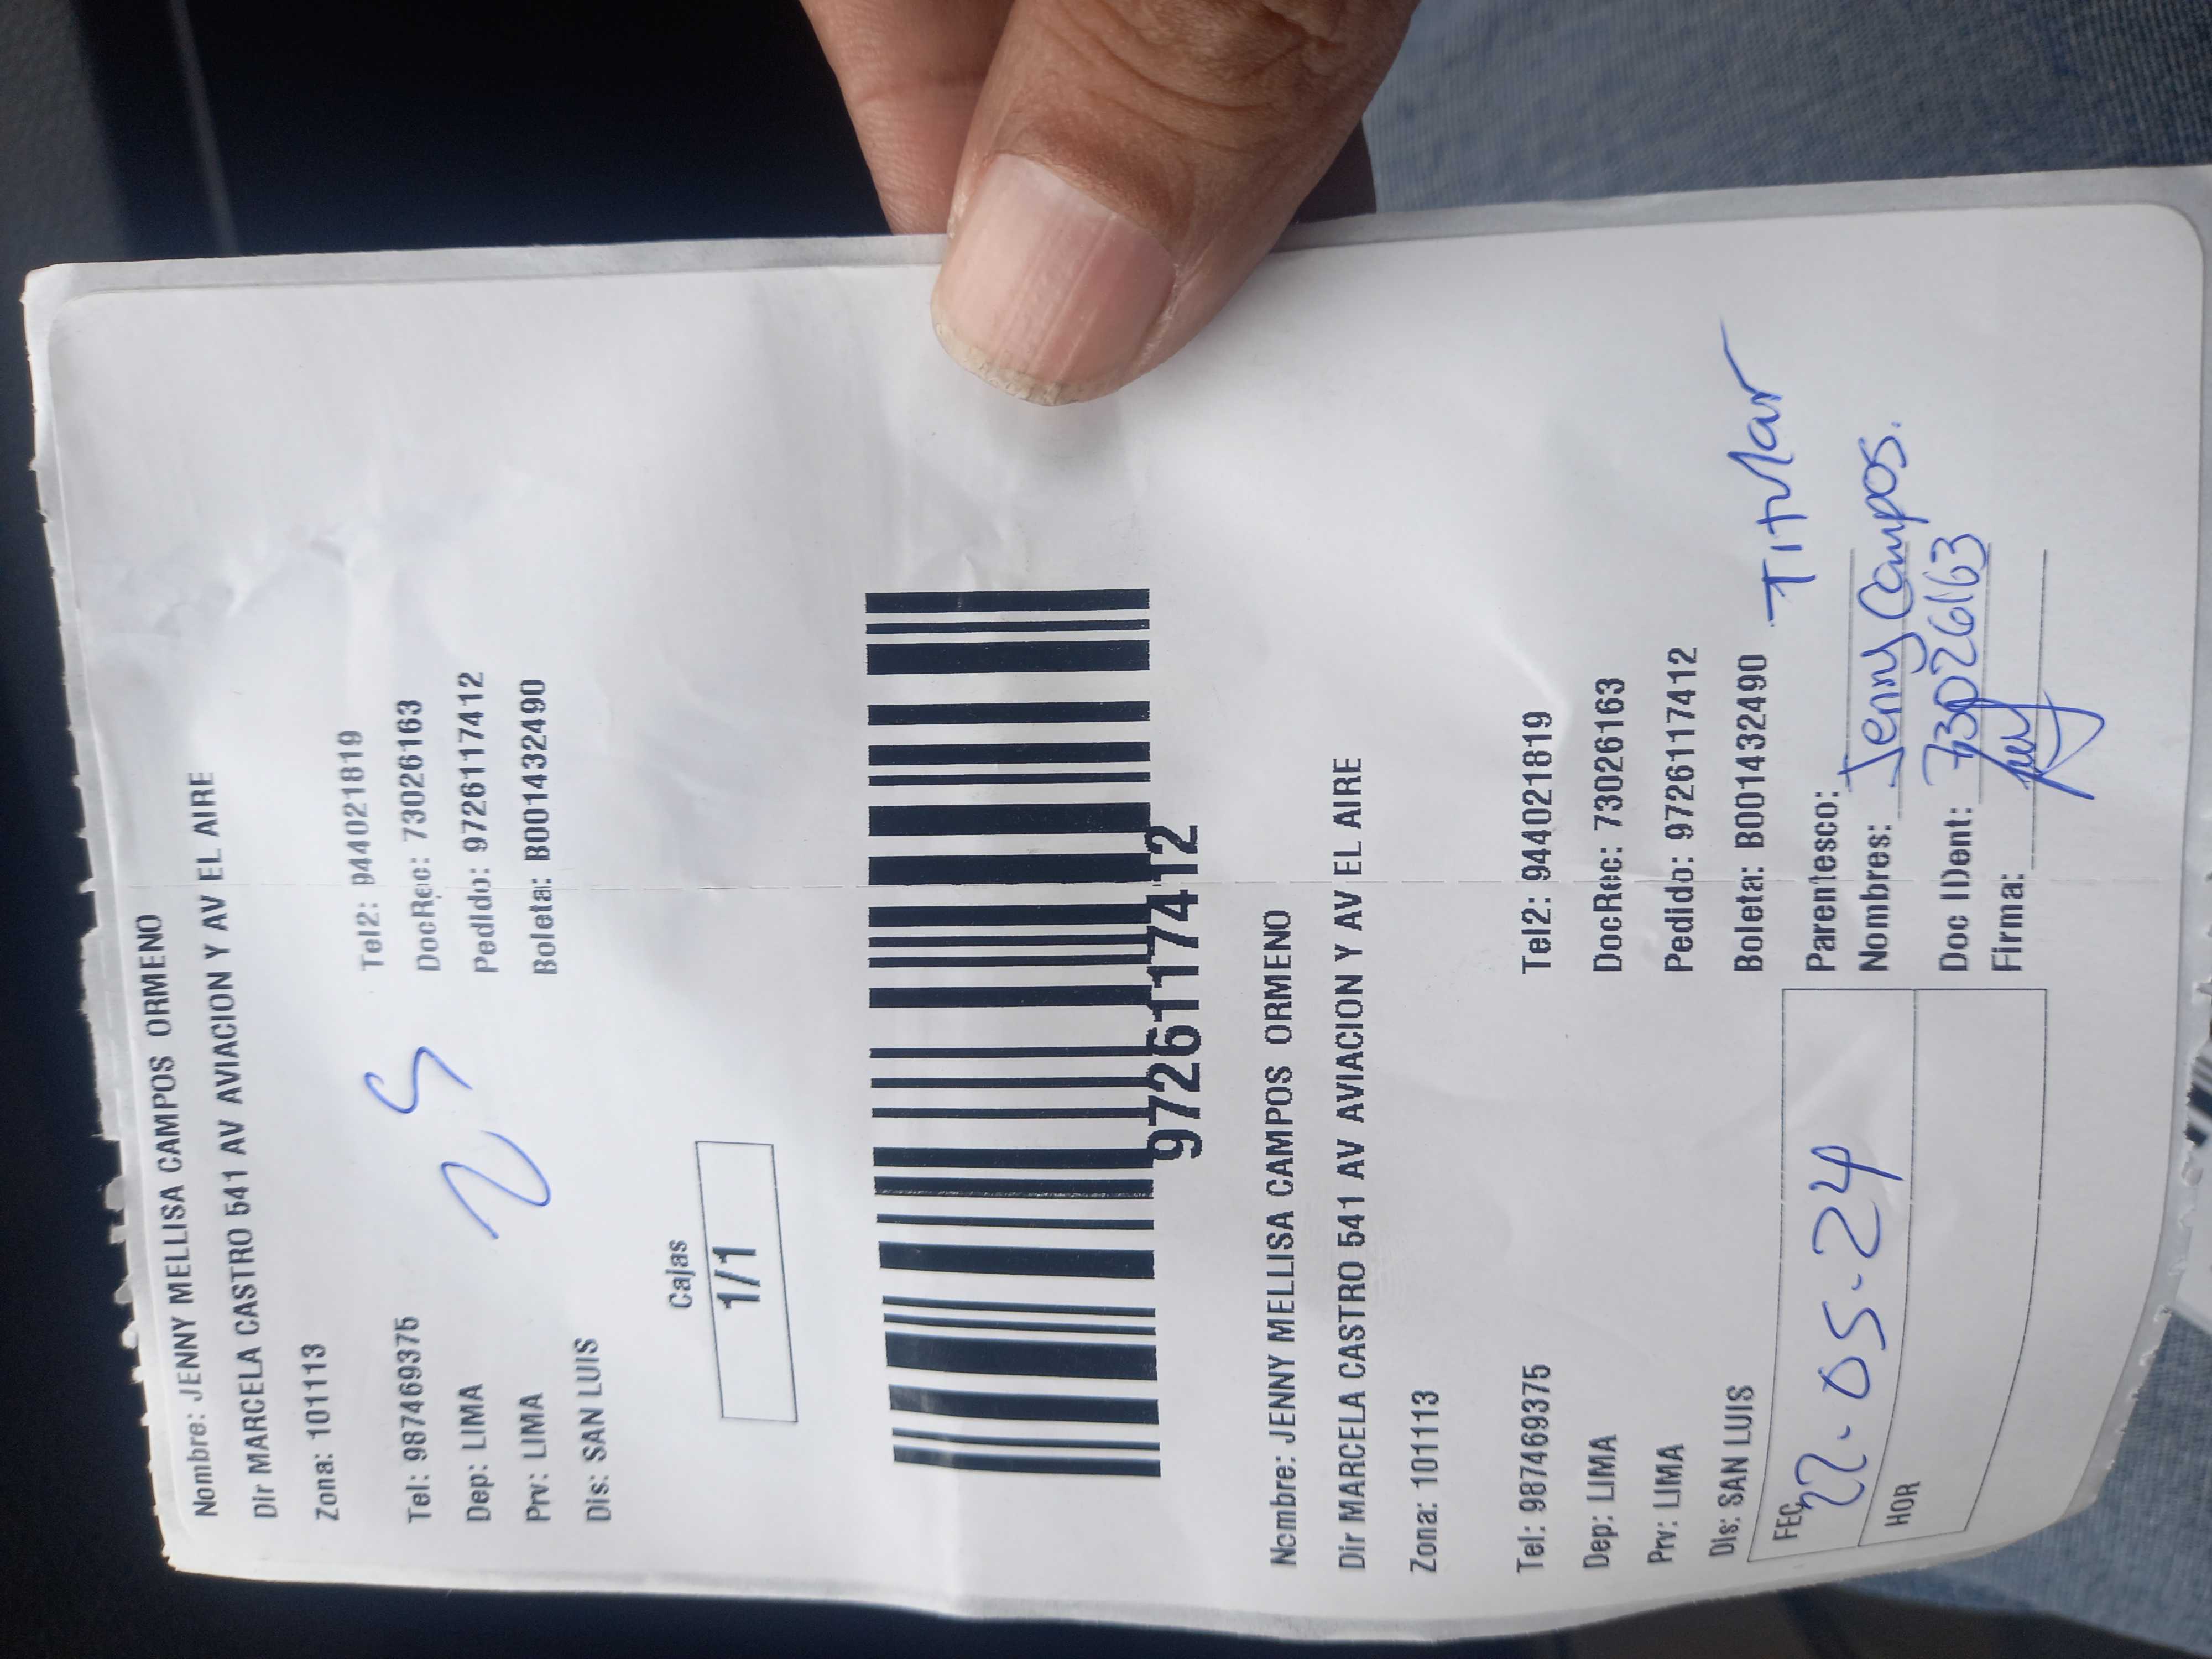 Nombre: JENNY MELLISA CAMPOS ORMENO
Dir MARCELA CASTRO 541 AV AVIACION Y AV EL AIRE
Zona: 101113
Tel: 987469375
Tel2: 944021819
Dep: LIMA
DocRec: 73026163
Prv: LIMA
Pedido: 97261117412
Dis: SAN LUIS
Boleta: B001432490
25
Cajas
1/1
97261117412
Nombre: JENNY MELLISA CAMPOS ORMENO
Dir MARCELA CASTRO 541 AV AVIACION Y AV EL AIRE
Zona: 101113
Tel: 987469375
Tel2: 944021819
Dep: LIMA
DocRec: 73026163
Prv: LIMA
Pedido: 97261117412
Dis: SAN LUIS
Boleta: B001432490
FEC 22-05-24
HOR
Parentesco: Titular
Nombres: Jenny Campos.
Doc IDent: 73026163
Firma: